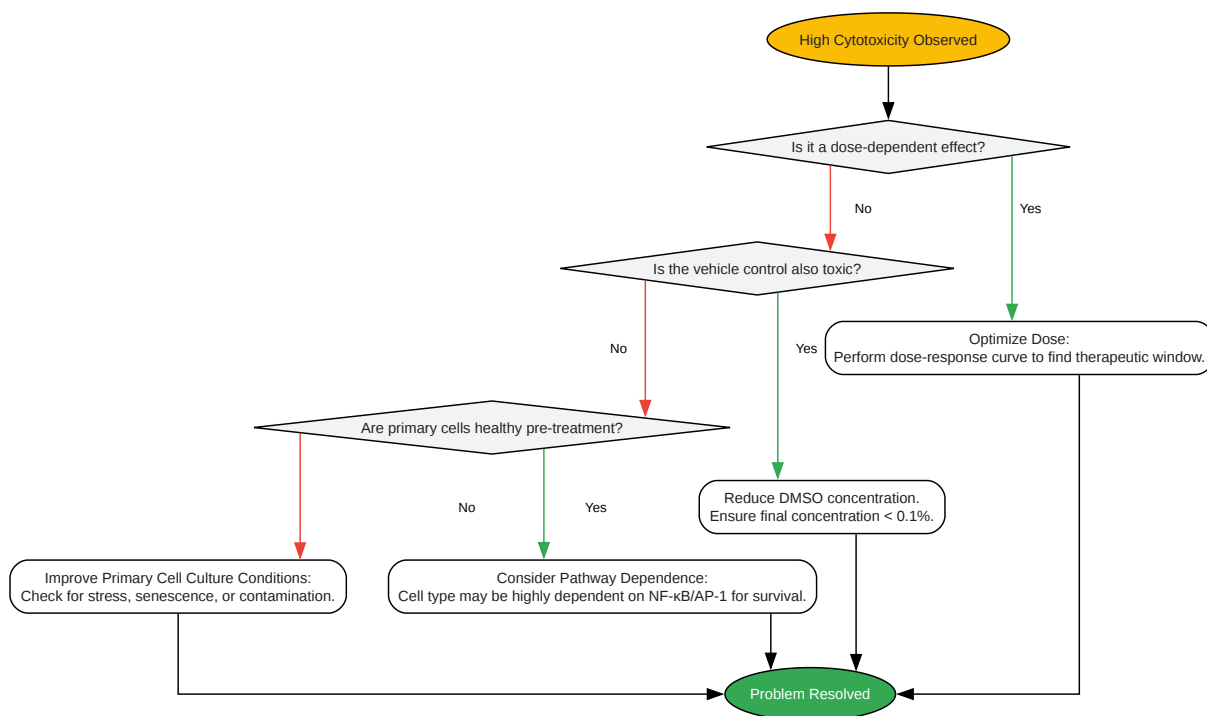 High Cytotoxicity Observed
Is it a dose-dependent effect?
No
Yes
Is the vehicle control also toxic?
No
Yes
Optimize Dose:
Perform dose-response curve to find therapeutic window.
Are primary cells healthy pre-treatment?
No
Yes
Reduce DMSO concentration.
Ensure final concentration < 0.1%.
Improve Primary Cell Culture Conditions:
Check for stress, senescence, or contamination.
Consider Pathway Dependence:
Cell type may be highly dependent on NF-κB/AP-1 for survival.
Problem Resolved